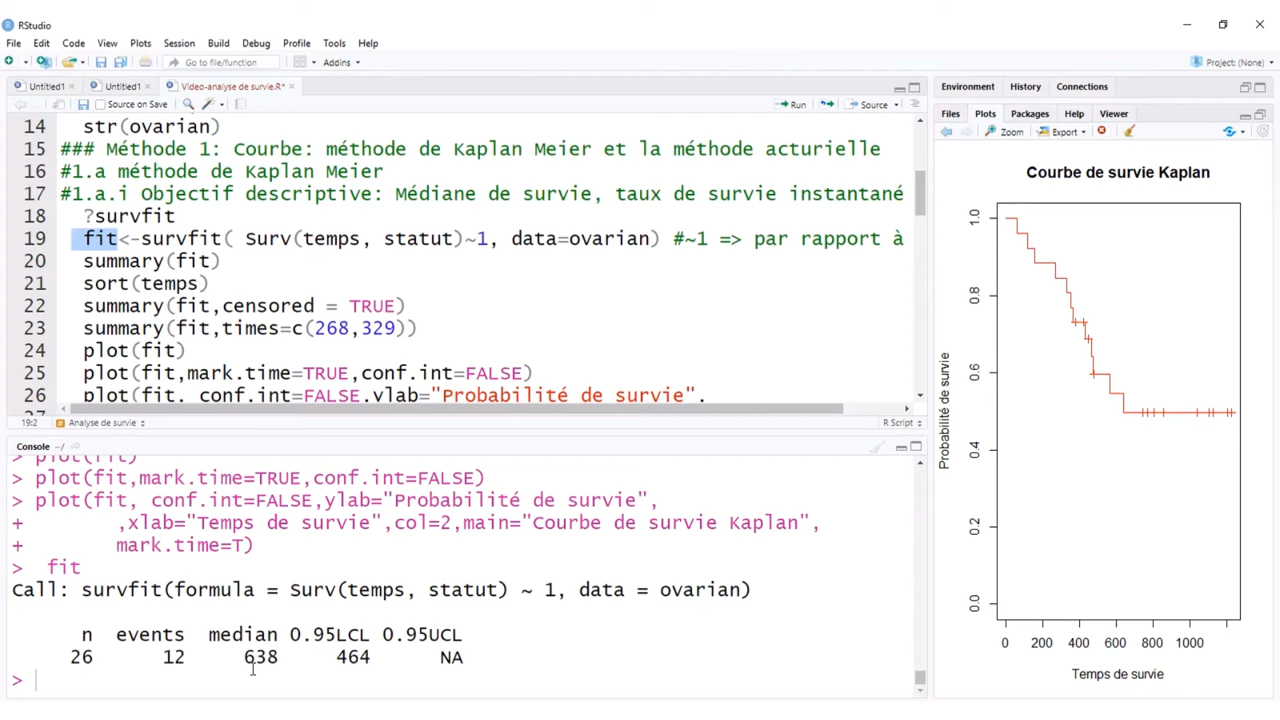 RStudio
File Edit Code View Plots Session Build Debug Profile Tools Help
Go to file/function Addins Project: (None)
Untitled1 Untitled1 Video-analyse de survie.R*
Source on Save Run Source
14 str(ovarian)
15 ### Méthode 1: Courbe: méthode de Kaplan Meier et la méthode acturielle
16 #1.a méthode de Kaplan Meier
17 #1.a.i Objectif descriptive: Médiane de survie, taux de survie instantané
18 ?survfit
19 fit<-survfit( Surv(temps, statut)~1, data=ovarian) #~1 => par rapport à
20 summary(fit)
21 sort(temps)
22 summary(fit,censored = TRUE)
23 summary(fit,times=c(268,329))
24 plot(fit)
25 plot(fit,mark.time=TRUE,conf.int=FALSE)
26 plot(fit, conf.int=FALSE,ylab="Probabilité de survie",
19:2 Analyse de survie R Script
Console ~/
> plot(fit)
> plot(fit,mark.time=TRUE,conf.int=FALSE)
> plot(fit, conf.int=FALSE,ylab="Probabilité de survie",
+ ,xlab="Temps de survie",col=2,main="Courbe de survie Kaplan",
+ mark.time=T)
> fit
Call: survfit(formula = Surv(temps, statut) ~ 1, data = ovarian)
n events median 0.95LCL 0.95UCL
26 12 638 464 NA
>
Environment History Connections
Files Plots Packages Help Viewer
Zoom Export
Courbe de survie Kaplan
Probabilité de survie
1.0
0.8
0.6
0.4
0.2
0.0
0 200 400 600 800 1000
Temps de survie